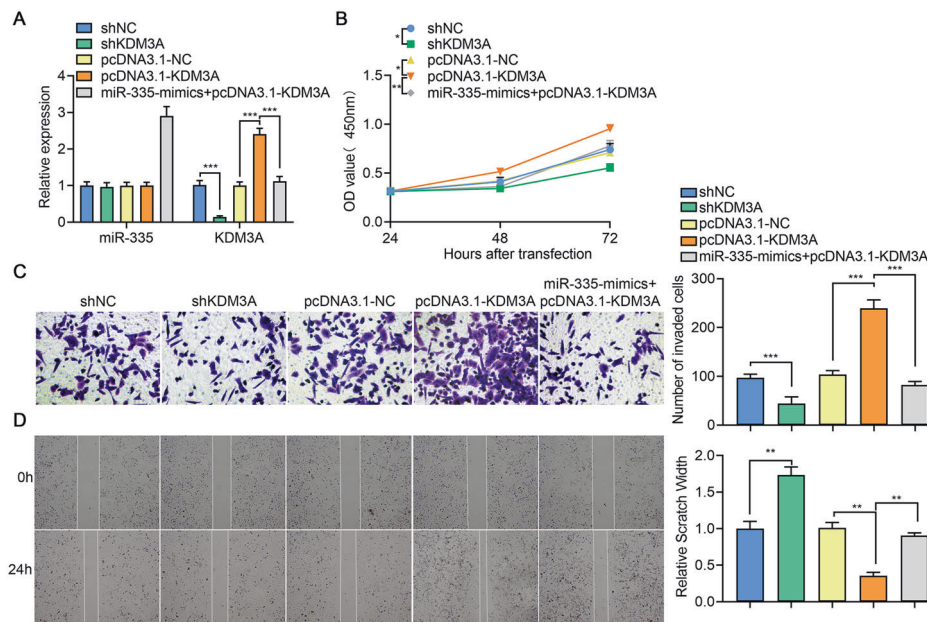 A
shNC
shKDM3A
pcDNA3.1-NC
pcDNA3.1-KDM3A
miR-335-mimics+pcDNA3.1-KDM3A
Relative expression
4
3
2
1
0
***
***
***
miR-335
KDM3A
B
shNC
shKDM3A
pcDNA3.1-NC
pcDNA3.1-KDM3A
miR-335-mimics+pcDNA3.1-KDM3A
*
*
**
OD value( 450nm)
1.5
1.0
0.5
0.0
24
48
72
Hours after transfection
shNC
shKDM3A
pcDNA3.1-NC
pcDNA3.1-KDM3A
miR-335-mimics+pcDNA3.1-KDM3A
C
shNC
shKDM3A
pcDNA3.1-NC
pcDNA3.1-KDM3A
miR-335-mimics+
pcDNA3.1-KDM3A
Number of invaded cells
300
200
100
0
***
***
***
D
0h
24h
Relative Scratch Width
2.0
1.5
1.0
0.5
0.0
**
**
**